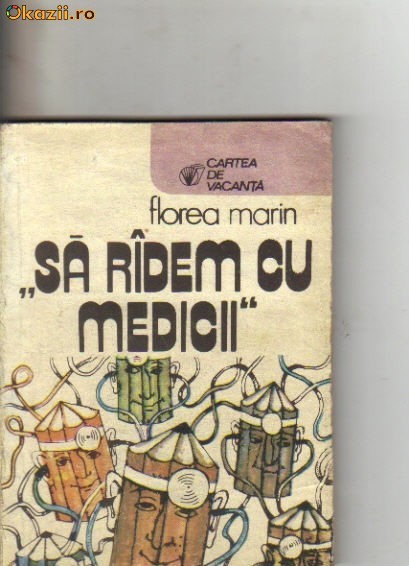 Okazii.ro
CARTEA
DE
VACANȚĂ
florea marin
„SĂ RÎDEM CU
MEDICII“